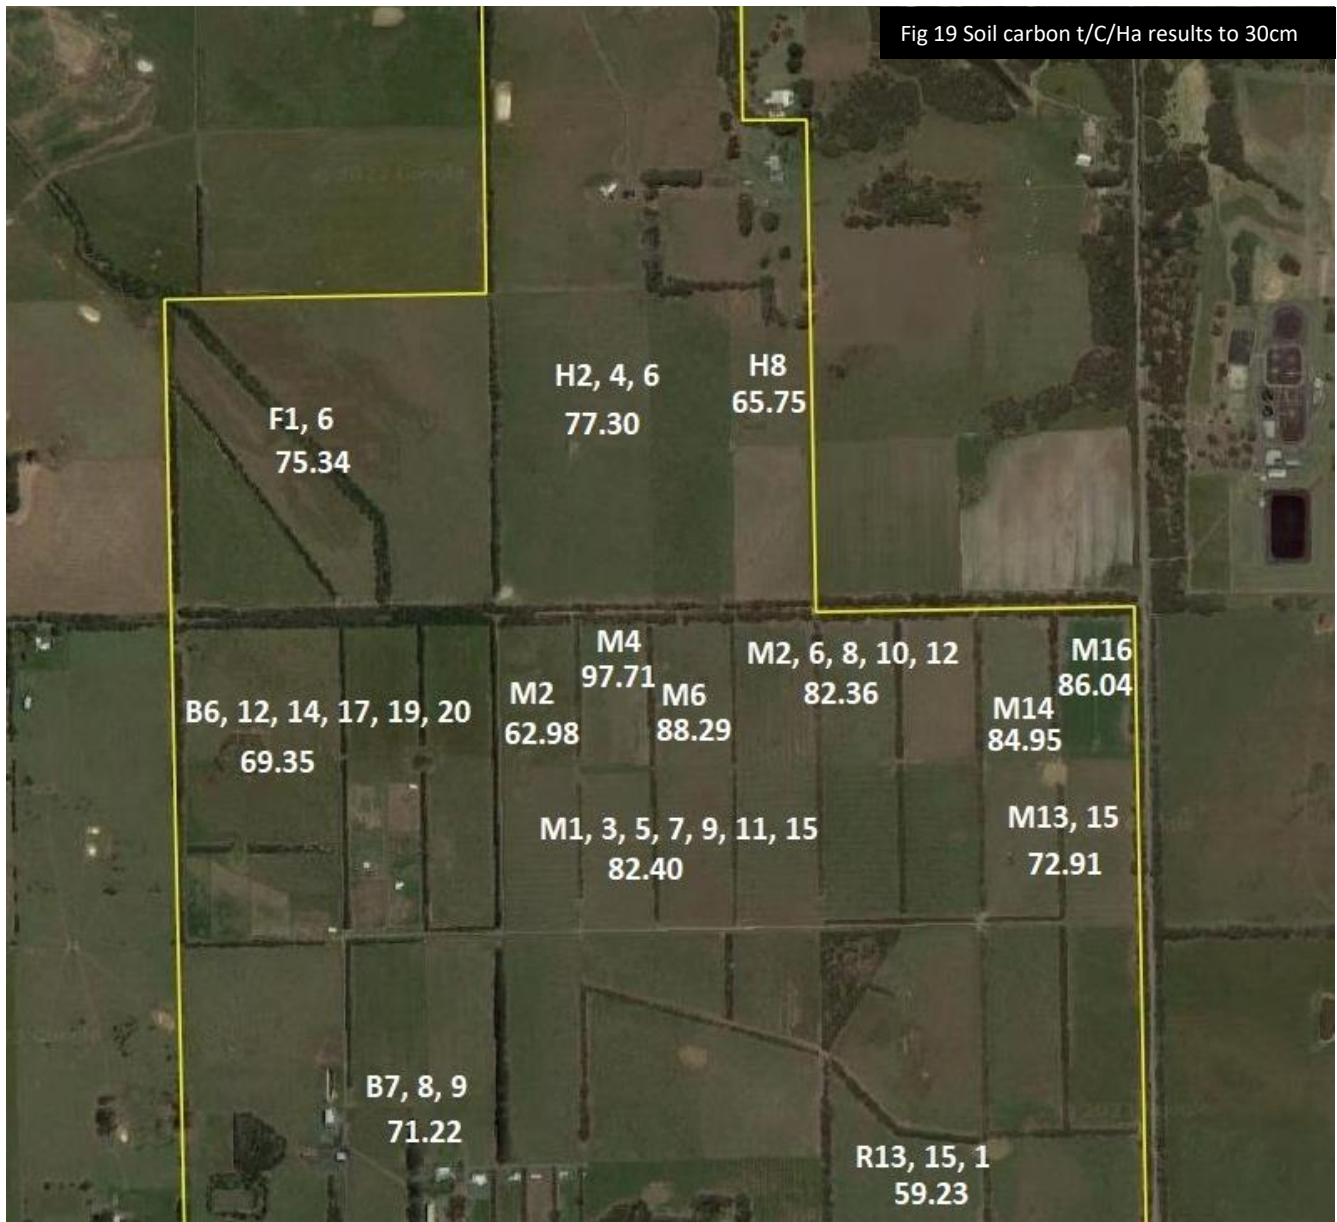 Fig 19 Soil carbon t/C/Ha results to 30cm
H2, 4, 6
77.30
H8
65.75
F1, 6
75.34
M4
97.71
M2, 6, 8, 10, 12
82.36
M16
86.04
M2
62.98
M6
88.29
M14
84.95
B6, 12, 14, 17, 19, 20
69.35
M1, 3, 5, 7, 9, 11, 15
82.40
M13, 15
72.91
B7, 8, 9
71.22
R13, 15, 1
59.23